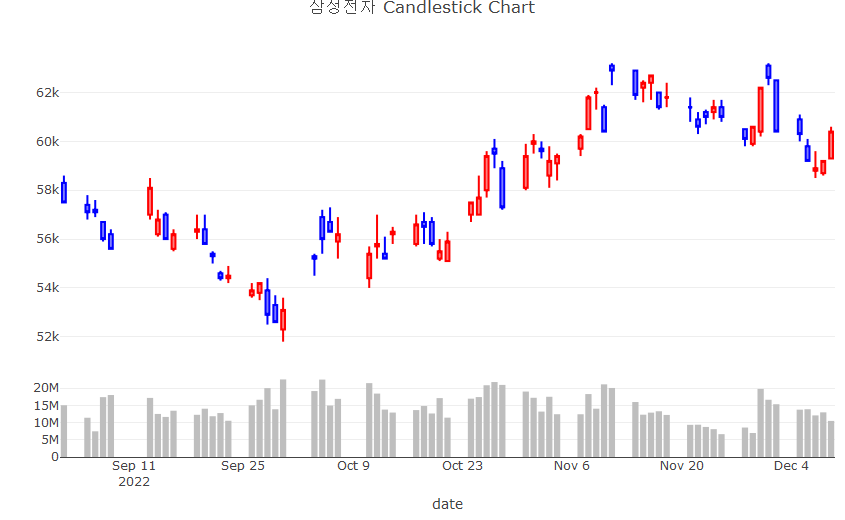 삼성전자 Candlestick Chart
62k
60k
58k
56k
54k
52k
20M
15M
10M
5M
0
Sep 11 Sep 25 Oct 9 Oct 23 Nov 6 Nov 20 Dec 4
2022
date